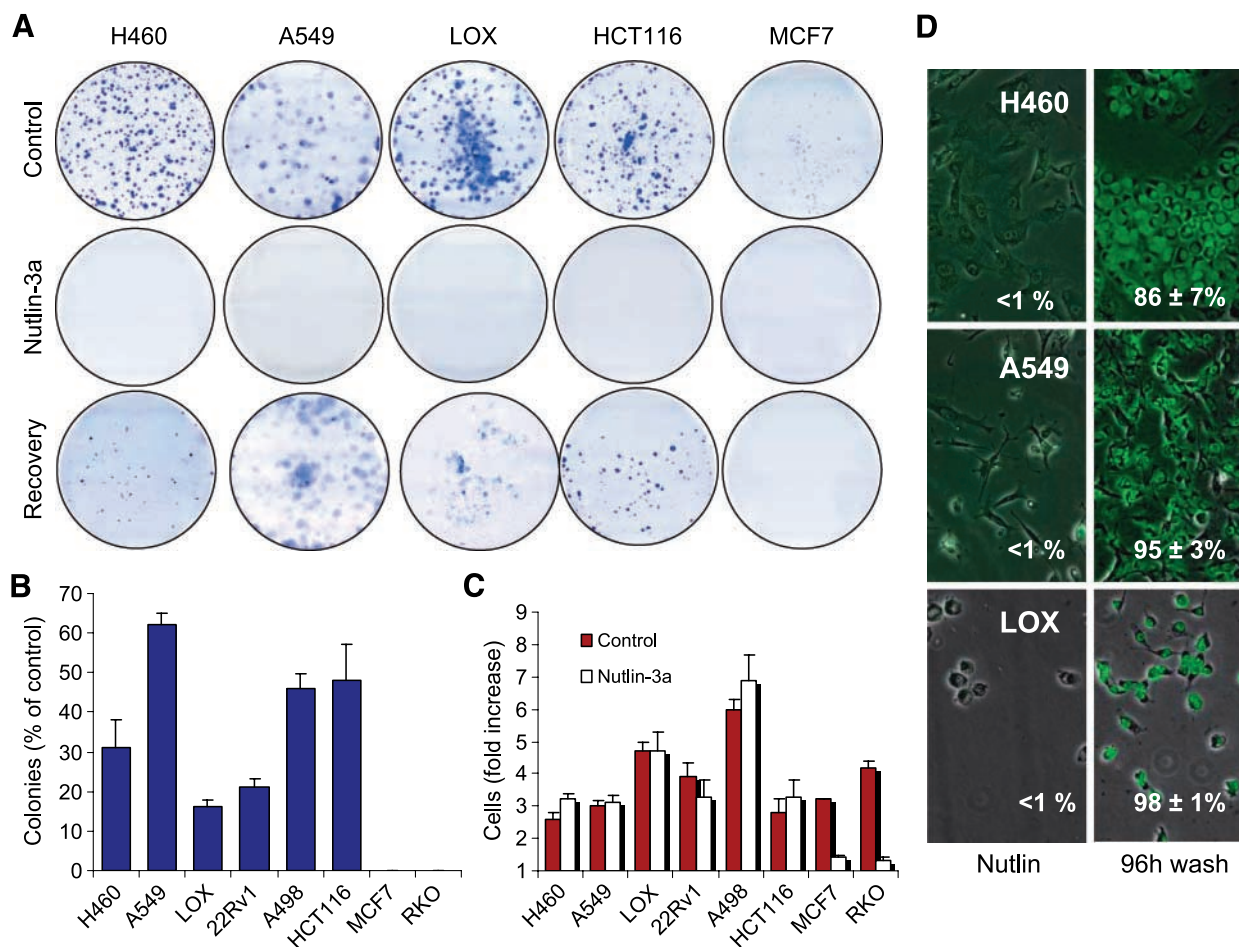 A
H460 A549 LOX HCT116 MCF7
Control
Nutlin-3a
Recovery
B
Colonies (% of control)
70
60
50
40
30
20
10
0
H460 A549 LOX 22Rv1 A498 HCT116 MCF7 RKO
C
Cells (fold increase)
9
8
7
6
5
4
3
2
1
Control
Nutlin-3a
H460 A549 LOX 22Rv1 A498 HCT116 MCF7 RKO
D
H460
<1 % 86 ± 7%
A549
<1 % 95 ± 3%
LOX
<1 % 98 ± 1%
Nutlin 96h wash